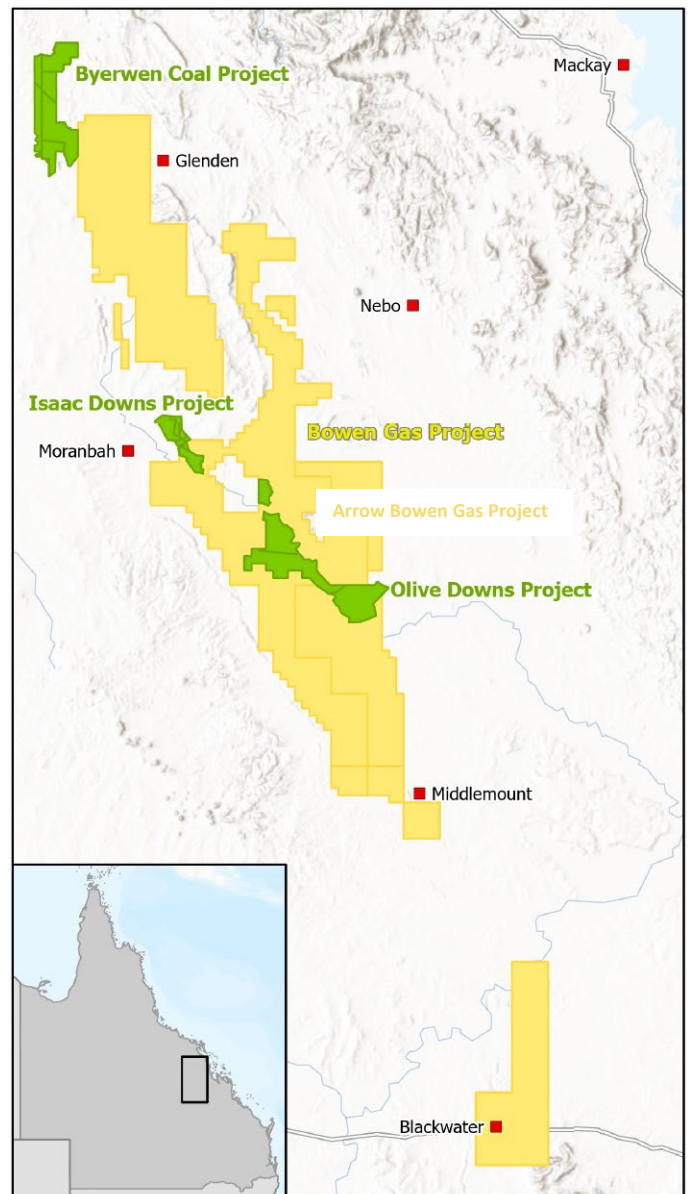 Mackay
Byerwen Coal Project
Glenden
Nebo
Isaac Downs Project
Bowen Gas Project
Moranbah
Arrow Bowen Gas Project
Olive Downs Project
Middlemount
Blackwater